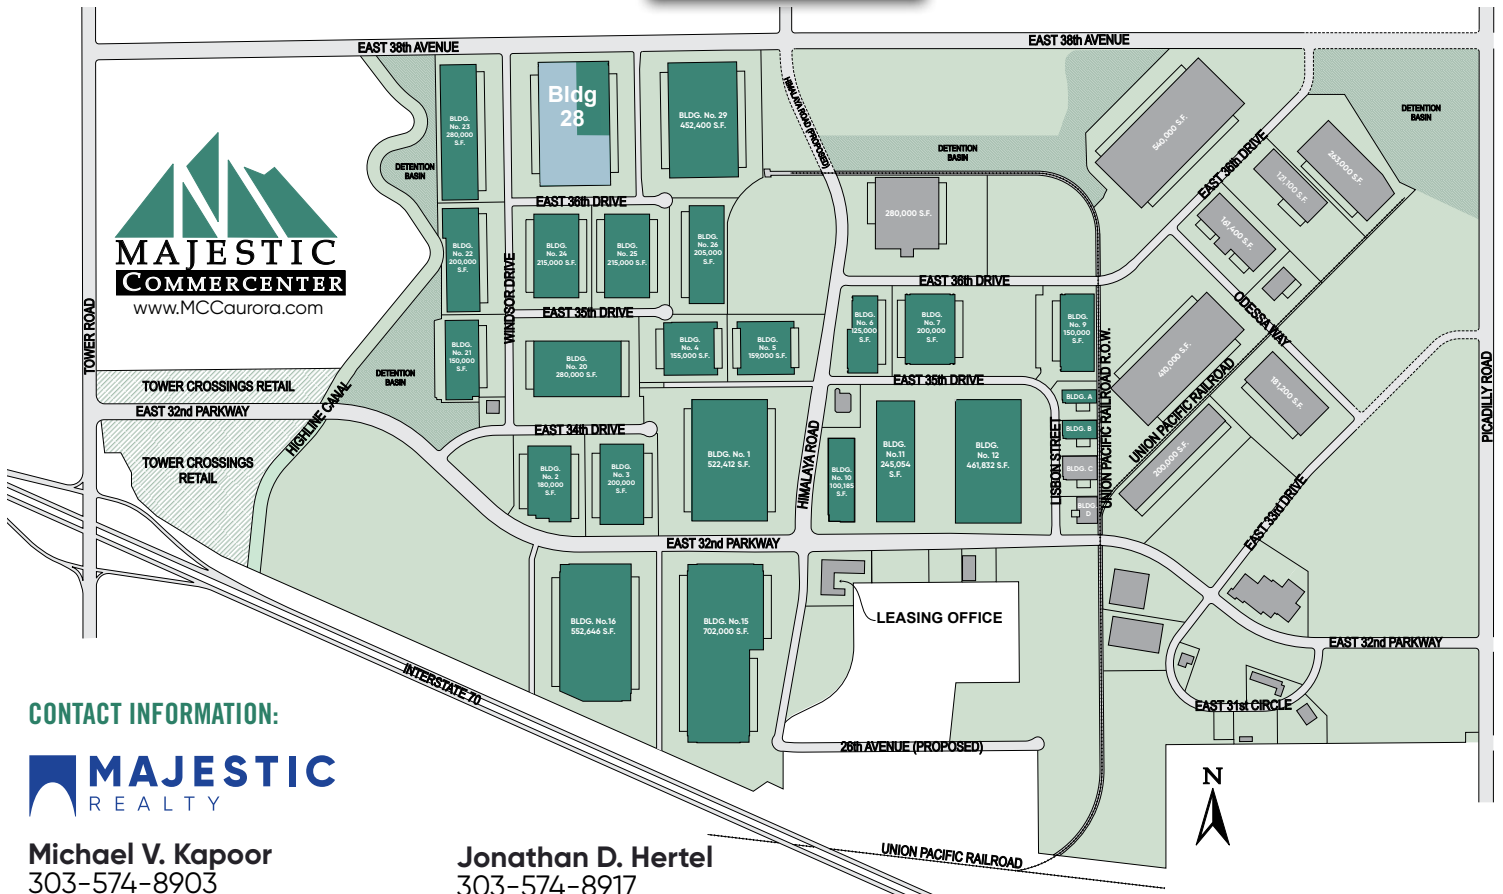 EAST 38th AVENUE
EAST 38th AVENUE
BLDG.
No. 23
280,000
S.F.
Bldg
28
BLDG. No. 29
452,400 S.F.
HIMALAYA ROAD (PROPOSED)
540,000 S.F.
DETENTION
BASIN
DETENTION
BASIN
DETENTION
BASIN
EAST 36th DRIVE
263,000 S.F.
121,100 S.F.
161,400 S.F.
MAJESTIC
COMMERCENTER
www.MCCaurora.com
EAST 36th DRIVE
280,000 S.F.
BLDG.
No. 22
200,000
S.F.
BLDG.
No. 24
215,000 S.F.
BLDG.
No. 25
215,000 S.F.
BLDG.
No. 26
205,000
S.F.
WINDSOR DRIVE
EAST 36th DRIVE
ODESSA WAY
TOWER ROAD
EAST 35th DRIVE
BLDG.
No. 21
150,000
S.F.
BLDG.
No. 20
280,000 S.F.
BLDG.
No. 4
155,000 S.F.
BLDG.
No. 5
159,000 S.F.
BLDG.
No. 6
125,000
S.F.
BLDG.
No. 7
200,000
S.F.
BLDG.
No. 9
150,000
S.F.
UNION PACIFIC RAILROAD R.O.W.
410,000 S.F.
181,200 S.F.
PICADILLY ROAD
DETENTION
BASIN
TOWER CROSSINGS RETAIL
EAST 35th DRIVE
BLDG. A
BLDG. B
BLDG. C
BLDG.
D
LISBON STREET
UNION PACIFIC RAILROAD
200,000 S.F.
EAST 32nd PARKWAY
HIGHLINE CANAL
EAST 34th DRIVE
TOWER CROSSINGS
RETAIL
BLDG.
No. 2
180,000
S.F.
BLDG.
No. 3
200,000
S.F.
BLDG. No. 1
522,412 S.F.
HIMALAYA ROAD
BLDG.
No. 10
100,185
S.F.
BLDG.
No.11
245,054
S.F.
BLDG.
No. 12
461,832 S.F.
EAST 33rd DRIVE
EAST 32nd PARKWAY
BLDG. No.16
552,646 S.F.
BLDG. No.15
702,000 S.F.
LEASING OFFICE
EAST 32nd PARKWAY
INTERSTATE 70
EAST 31st CIRCLE
26th AVENUE (PROPOSED)
N
UNION PACIFIC RAILROAD
CONTACT INFORMATION:
MAJESTIC
REALTY
Michael V. Kapoor
303-574-8903
Jonathan D. Hertel
303-574-8917